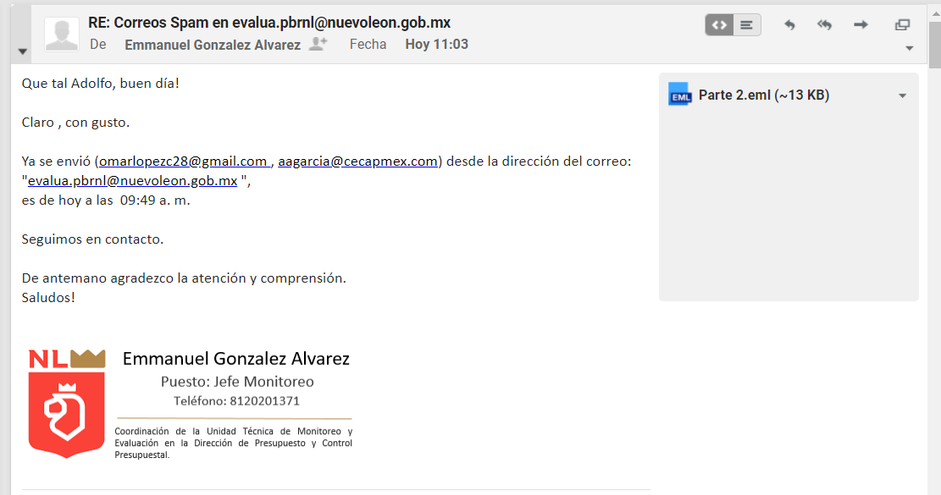 RE: Correos Spam en evalua.pbrnl@nuevoleon.gob.mx
De Emmanuel Gonzalez Alvarez Fecha Hoy 11:03
Que tal Adolfo, buen día!
EML Parte 2.eml (~13 KB)
Claro , con gusto.
Ya se envió (omarlopezc28@gmail.com , aagarcia@cecapmex.com) desde la dirección del correo:
"evalua.pbrnl@nuevoleon.gob.mx ",
es de hoy a las 09:49 a. m.
Seguimos en contacto.
De antemano agradezco la atención y comprensión.
Saludos!
NL
Emmanuel Gonzalez Alvarez
Puesto: Jefe Monitoreo
Teléfono: 8120201371
Coordinación de la Unidad Técnica de Monitoreo y
Evaluación en la Dirección de Presupuesto y Control
Presupuestal.